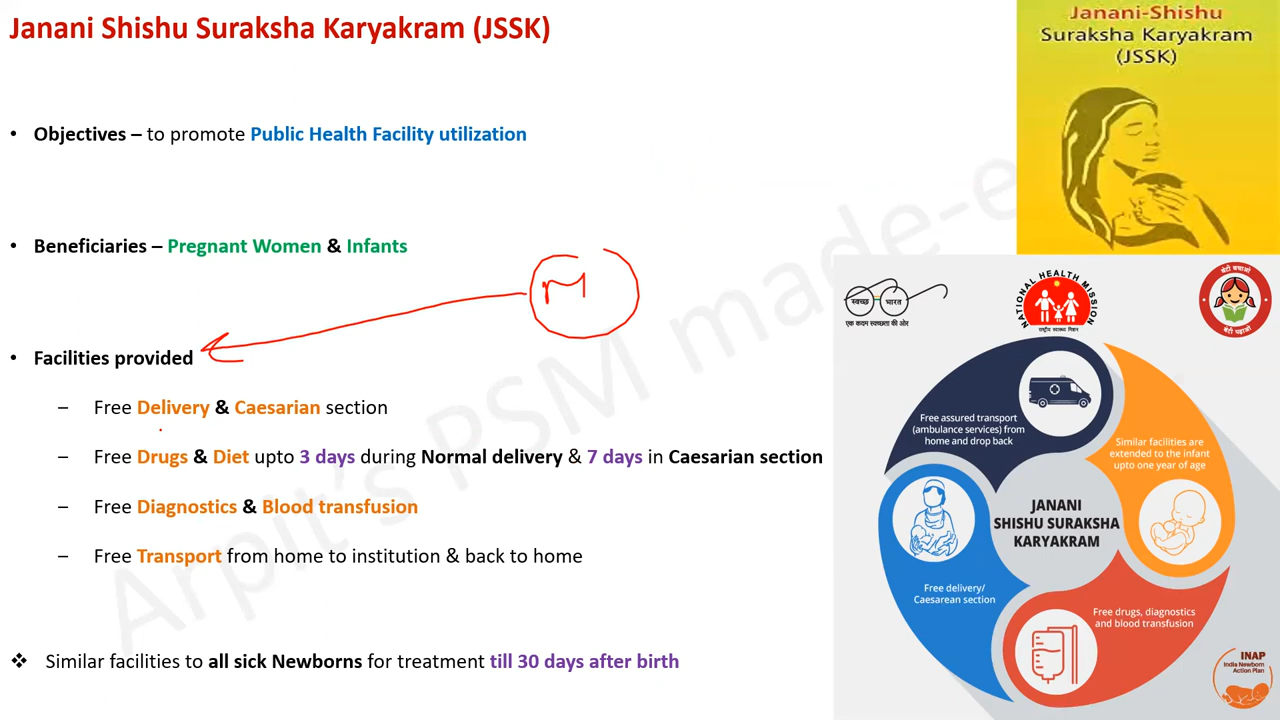 Janani Shishu Suraksha Karyakram (JSSK)
Janani-Shishu
Suraksha Karyakram
(JSSK)
• Objectives – to promote Public Health Facility utilization
• Beneficiaries – Pregnant Women & Infants
M
• Facilities provided
– Free Delivery & Caesarian section
– Free Drugs & Diet upto 3 days during Normal delivery & 7 days in Caesarian section
– Free Diagnostics & Blood transfusion
– Free Transport from home to institution & back to home
❖ Similar facilities to all sick Newborns for treatment till 30 days after birth
Arpit's PSM made-e
स्वच्छ भारत
एक कदम स्वच्छता की ओर
NATIONAL HEALTH MISSION
राष्ट्रीय स्वास्थ्य मिशन
बेटी बचाओ
बेटी पढ़ाओ
Free assured transport
(ambulance services) from
home and drop back
Similar facilities are
extended to the infant
upto one year of age
JANANI
SHISHU SURAKSHA
KARYAKRAM
Free delivery/
Caesarean section
Free drugs, diagnostics
and blood transfusion
INAP
India Newborn
Action Plan